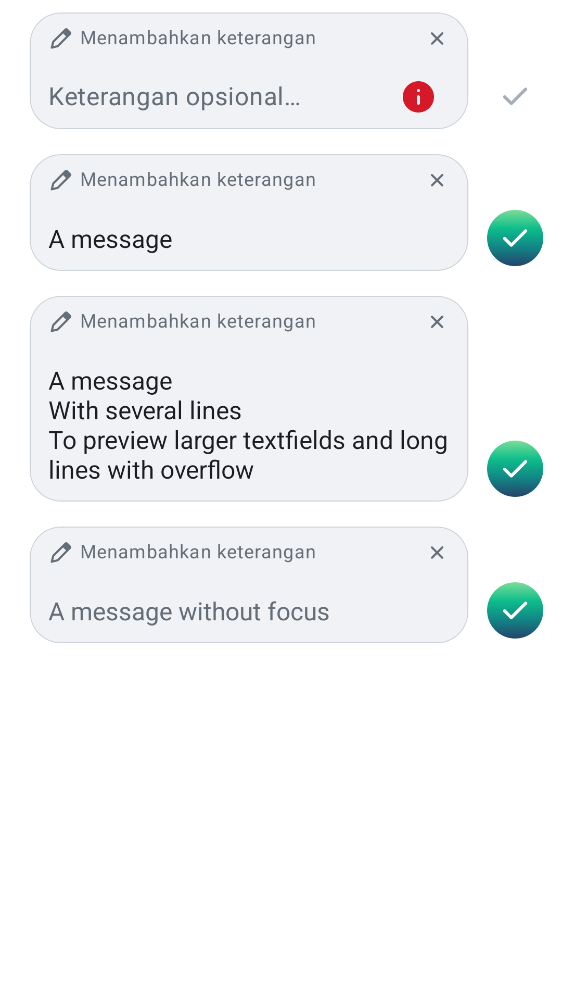 Menambahkan keterangan
Keterangan opsional…
Menambahkan keterangan
A message
Menambahkan keterangan
A message
With several lines
To preview larger textfields and long
lines with overflow
Menambahkan keterangan
A message without focus